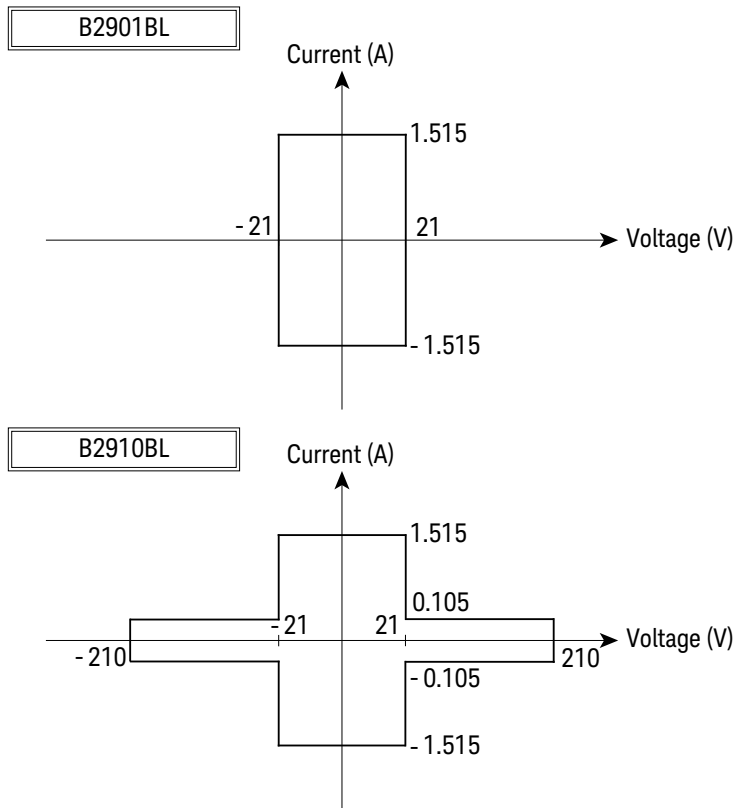 B2901BL
Current (A)
1.515
- 21
21
Voltage (V)
- 1.515
B2910BL
Current (A)
1.515
0.105
- 21
21
Voltage (V)
- 210
210
- 0.105
- 1.515